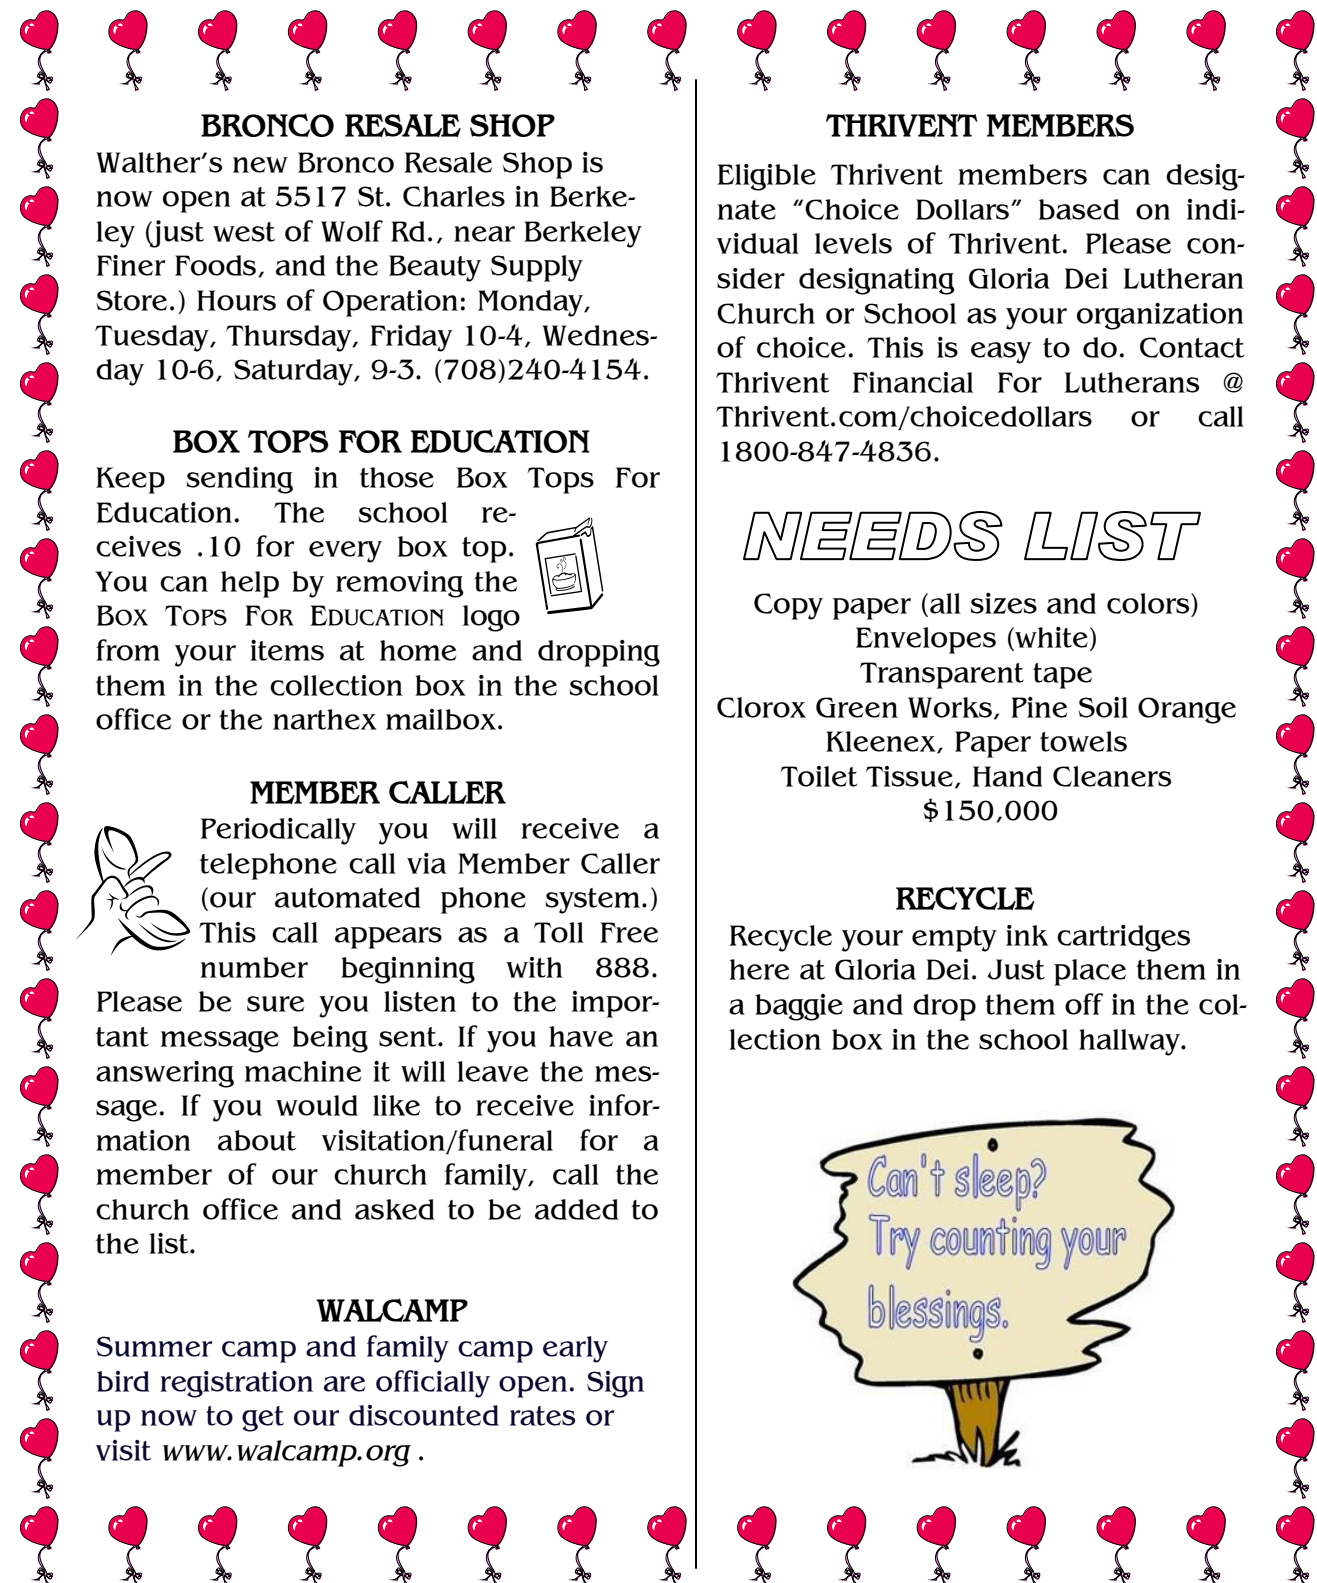 BRONCO RESALE SHOP
Walther's new Bronco Resale Shop is
now open at 5517 St. Charles in Berke-
ley (just west of Wolf Rd., near Berkeley
Finer Foods, and the Beauty Supply
Store.) Hours of Operation: Monday,
Tuesday, Thursday, Friday 10-4, Wednes-
day 10-6, Saturday, 9-3. (708)240-4154.
BOX TOPS FOR EDUCATION
Keep sending in those Box Tops For
Education. The school re-
ceives .10 for every box top.
You can help by removing the
BOX TOPS FOR EDUCATION logo
from your items at home and dropping
them in the collection box in the school
office or the narthex mailbox.
MEMBER CALLER
Periodically you will receive a
telephone call via Member Caller
(our automated phone system.)
This call appears as a Toll Free
number beginning with 888.
Please be sure you listen to the impor-
tant message being sent. If you have an
answering machine it will leave the mes-
sage. If you would like to receive infor-
mation about visitation/funeral for a
member of our church family, call the
church office and asked to be added to
the list.
WALCAMP
Summer camp and family camp early
bird registration are officially open. Sign
up now to get our discounted rates or
visit www.walcamp.org .
THRIVENT MEMBERS
Eligible Thrivent members can desig-
nate "Choice Dollars" based on indi-
vidual levels of Thrivent. Please con-
sider designating Gloria Dei Lutheran
Church or School as your organization
of choice. This is easy to do. Contact
Thrivent Financial For Lutherans @
Thrivent.com/choicedollars or call
1800-847-4836.
NEEDS LIST
Copy paper (all sizes and colors)
Envelopes (white)
Transparent tape
Clorox Green Works, Pine Soil Orange
Kleenex, Paper towels
Toilet Tissue, Hand Cleaners
$150,000
RECYCLE
Recycle your empty ink cartridges
here at Gloria Dei. Just place them in
a baggie and drop them off in the col-
lection box in the school hallway.
Can't sleep?
Try counting your
blessings.